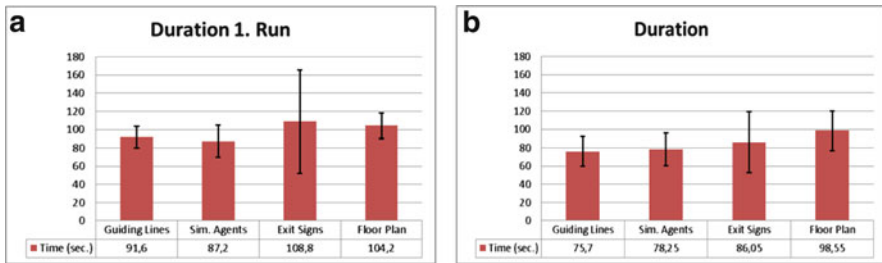 a
Duration 1. Run
180
160
140
120
100
80
60
40
20
0
Guiding Lines Sim. Agents Exit Signs Floor Plan
Time (sec.) 91,6 87,2 108,8 104,2
b
Duration
180
160
140
120
100
80
60
40
20
0
Guiding Lines Sim. Agents Exit Signs Floor Plan
Time (sec.) 75,7 78,25 86,05 98,55